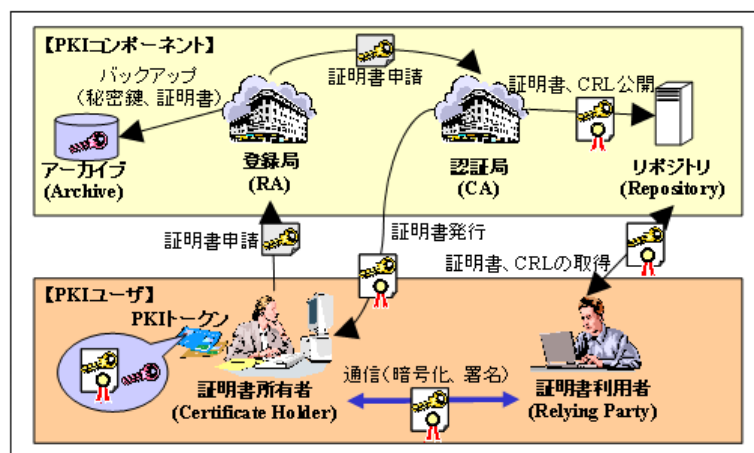 【PKIコンポーネント】
バックアップ
（秘密鍵、証明書）
証明書申請
証明書、CRL公開
アーカイブ
(Archive)
登録局
(RA)
認証局
(CA)
リポジトリ
(Repository)
証明書申請
証明書発行
証明書、CRLの取得
【PKIユーザ】
PKIトークン
証明書所有者
(Certificate Holder)
通信（暗号化、署名）
証明書利用者
(Relying Party)